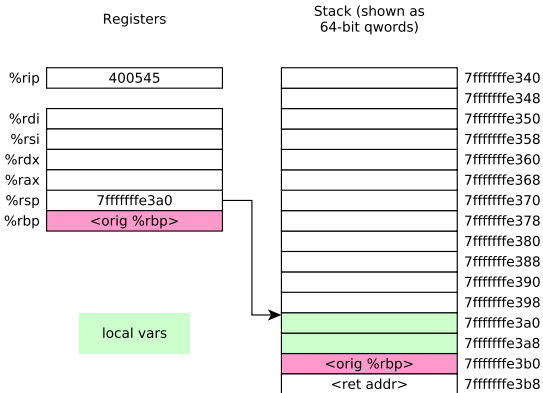 Registers
Stack (shown as
64-bit qwords)
%rip 400545
%rdi
%rsi
%rdx
%rax
%rsp 7fffffffe3a0
%rbp <orig %rbp>
local vars
7fffffffe340
7fffffffe348
7fffffffe350
7fffffffe358
7fffffffe360
7fffffffe368
7fffffffe370
7fffffffe378
7fffffffe380
7fffffffe388
7fffffffe390
7fffffffe398
7fffffffe3a0
7fffffffe3a8
<orig %rbp> 7fffffffe3b0
<ret addr> 7fffffffe3b8